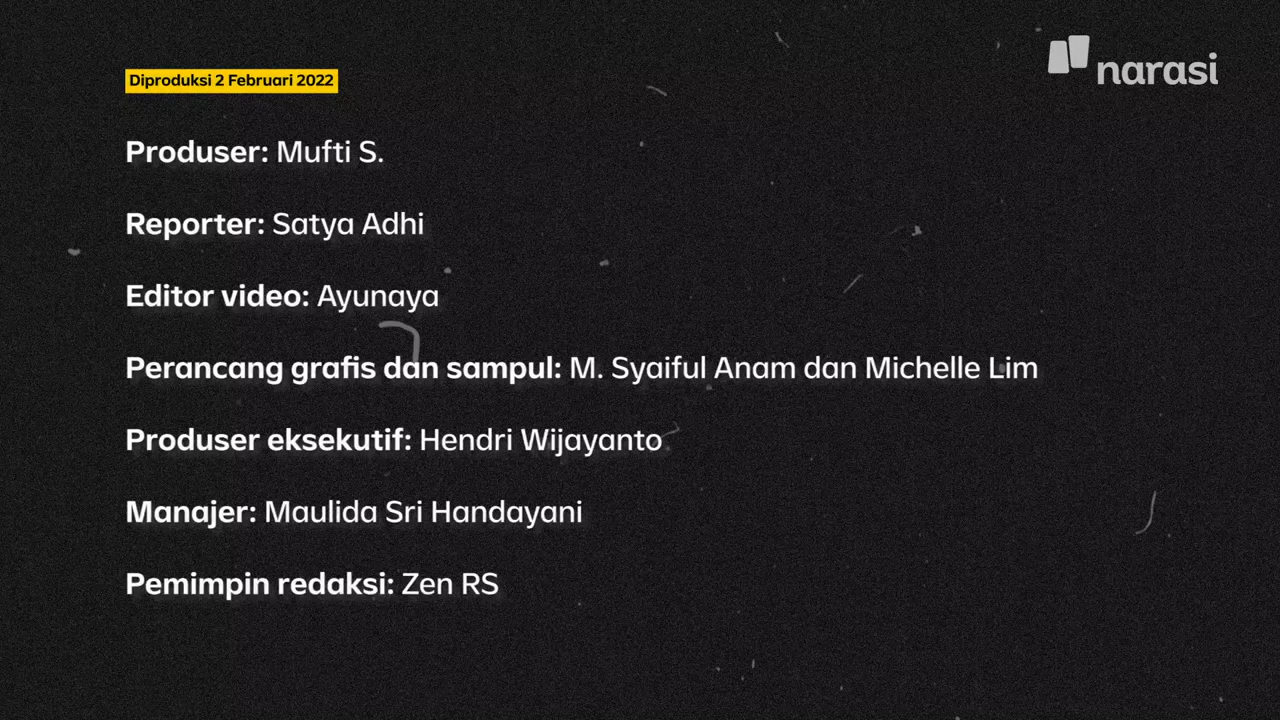 narasi
Diproduksi 2 Februari 2022
Produser: Mufti S.
Reporter: Satya Adhi
Editor video: Ayunaya
Perancang grafis dan sampul: M. Syaiful Anam dan Michelle Lim
Produser eksekutif: Hendri Wijayanto
Manajer: Maulida Sri Handayani
Pemimpin redaksi: Zen RS